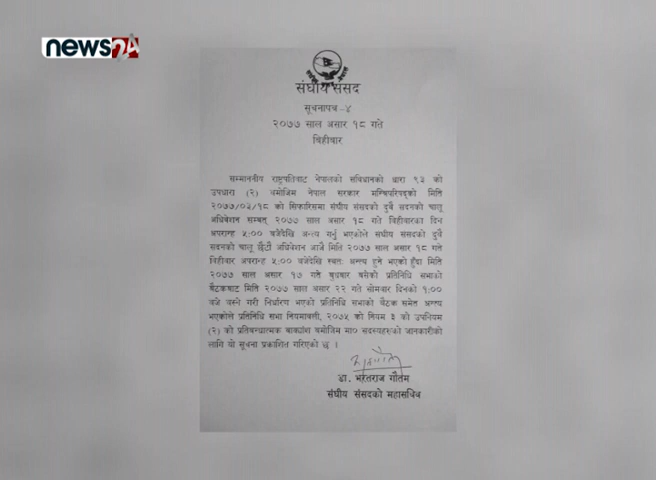 news24
संघीय संसद
सूचनापत्र-४
२०७७ साल असार १८ गते
बिहीवार
सम्माननीय राष्ट्रपतिबाट नेपालको संविधानको धारा ९३ को
उपधारा (२) बमोजिम नेपाल सरकार मन्त्रिपरिषद्को मिति
२०७७/०३/१८ को सिफारिसमा संघीय संसदको दुवै सदनको चालू
अधिवेशन सम्वत् २०७७ साल असार १८ गते बिहीवारका दिन
अपरान्ह ५:०० बजेदेखि अन्त्य गर्नु भएकोले संघीय संसदको दुवै
सदनको चालू छैटौं अधिवेशन आजै मिति २०७७ साल असार १८ गते
बिहीवार अपरान्ह ५:०० बजेदेखि स्वतः अन्त्य हुने भएको हुँदा मिति
२०७७ साल असार १७ गते बुधबार बसेको प्रतिनिधि सभाको
बैठकबाट मिति २०७७ साल असार २२ गते सोमबार दिनको १:००
बजे बस्ने गरी निर्धारण भएको प्रतिनिधि सभाको बैठक समेत अन्त्य
भएकोले प्रतिनिधि सभा नियमावली, २०७५ को नियम ३ को उपनियम
(२) को प्रतिबन्धात्मक वाक्यांश बमोजिम मा० सदस्यहरुको जानकारीको
लागि यो सूचना प्रकाशित गरिएको छ ।
डा. भरतराज गौतम
संघीय संसदको महासचिव